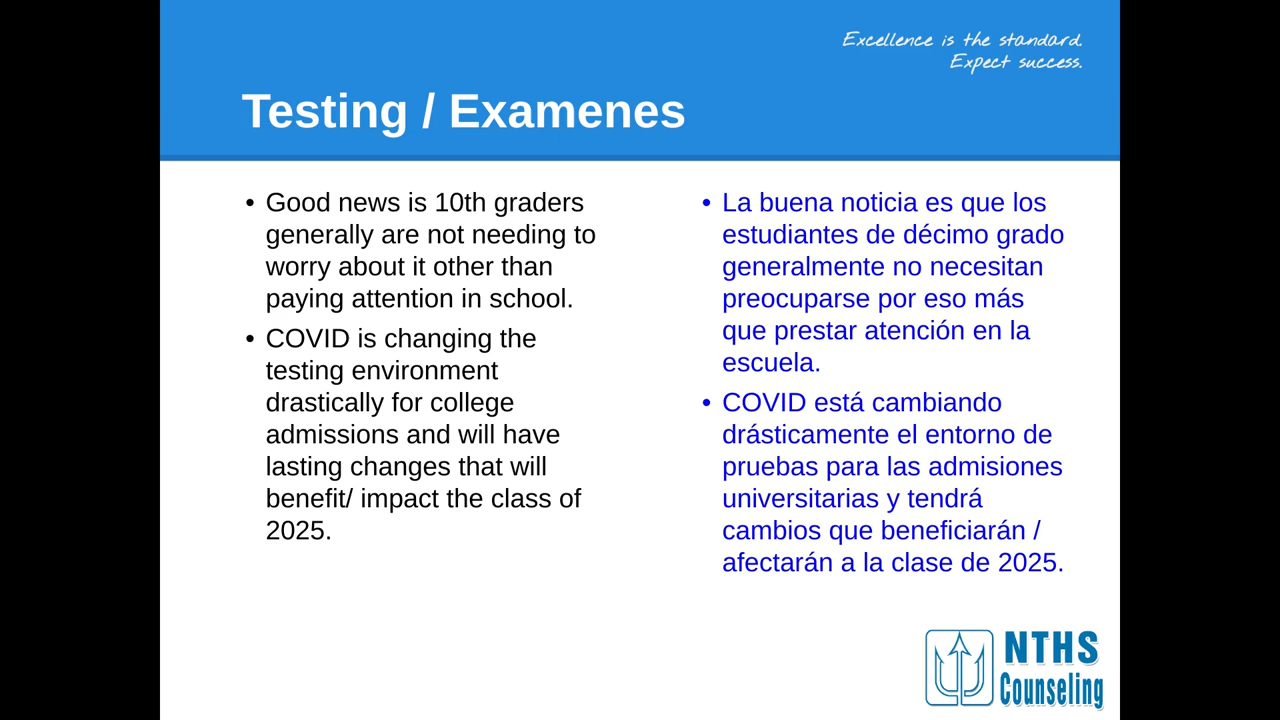 Excellence is the standard.
Expect success.
Testing / Examenes
• Good news is 10th graders
generally are not needing to
worry about it other than
paying attention in school.
• COVID is changing the
testing environment
drastically for college
admissions and will have
lasting changes that will
benefit/ impact the class of
2025.
• La buena noticia es que los
estudiantes de décimo grado
generalmente no necesitan
preocuparse por eso más
que prestar atención en la
escuela.
• COVID está cambiando
drásticamente el entorno de
pruebas para las admisiones
universitarias y tendrá
cambios que beneficiarán /
afectarán a la clase de 2025.
NTHS
Counseling